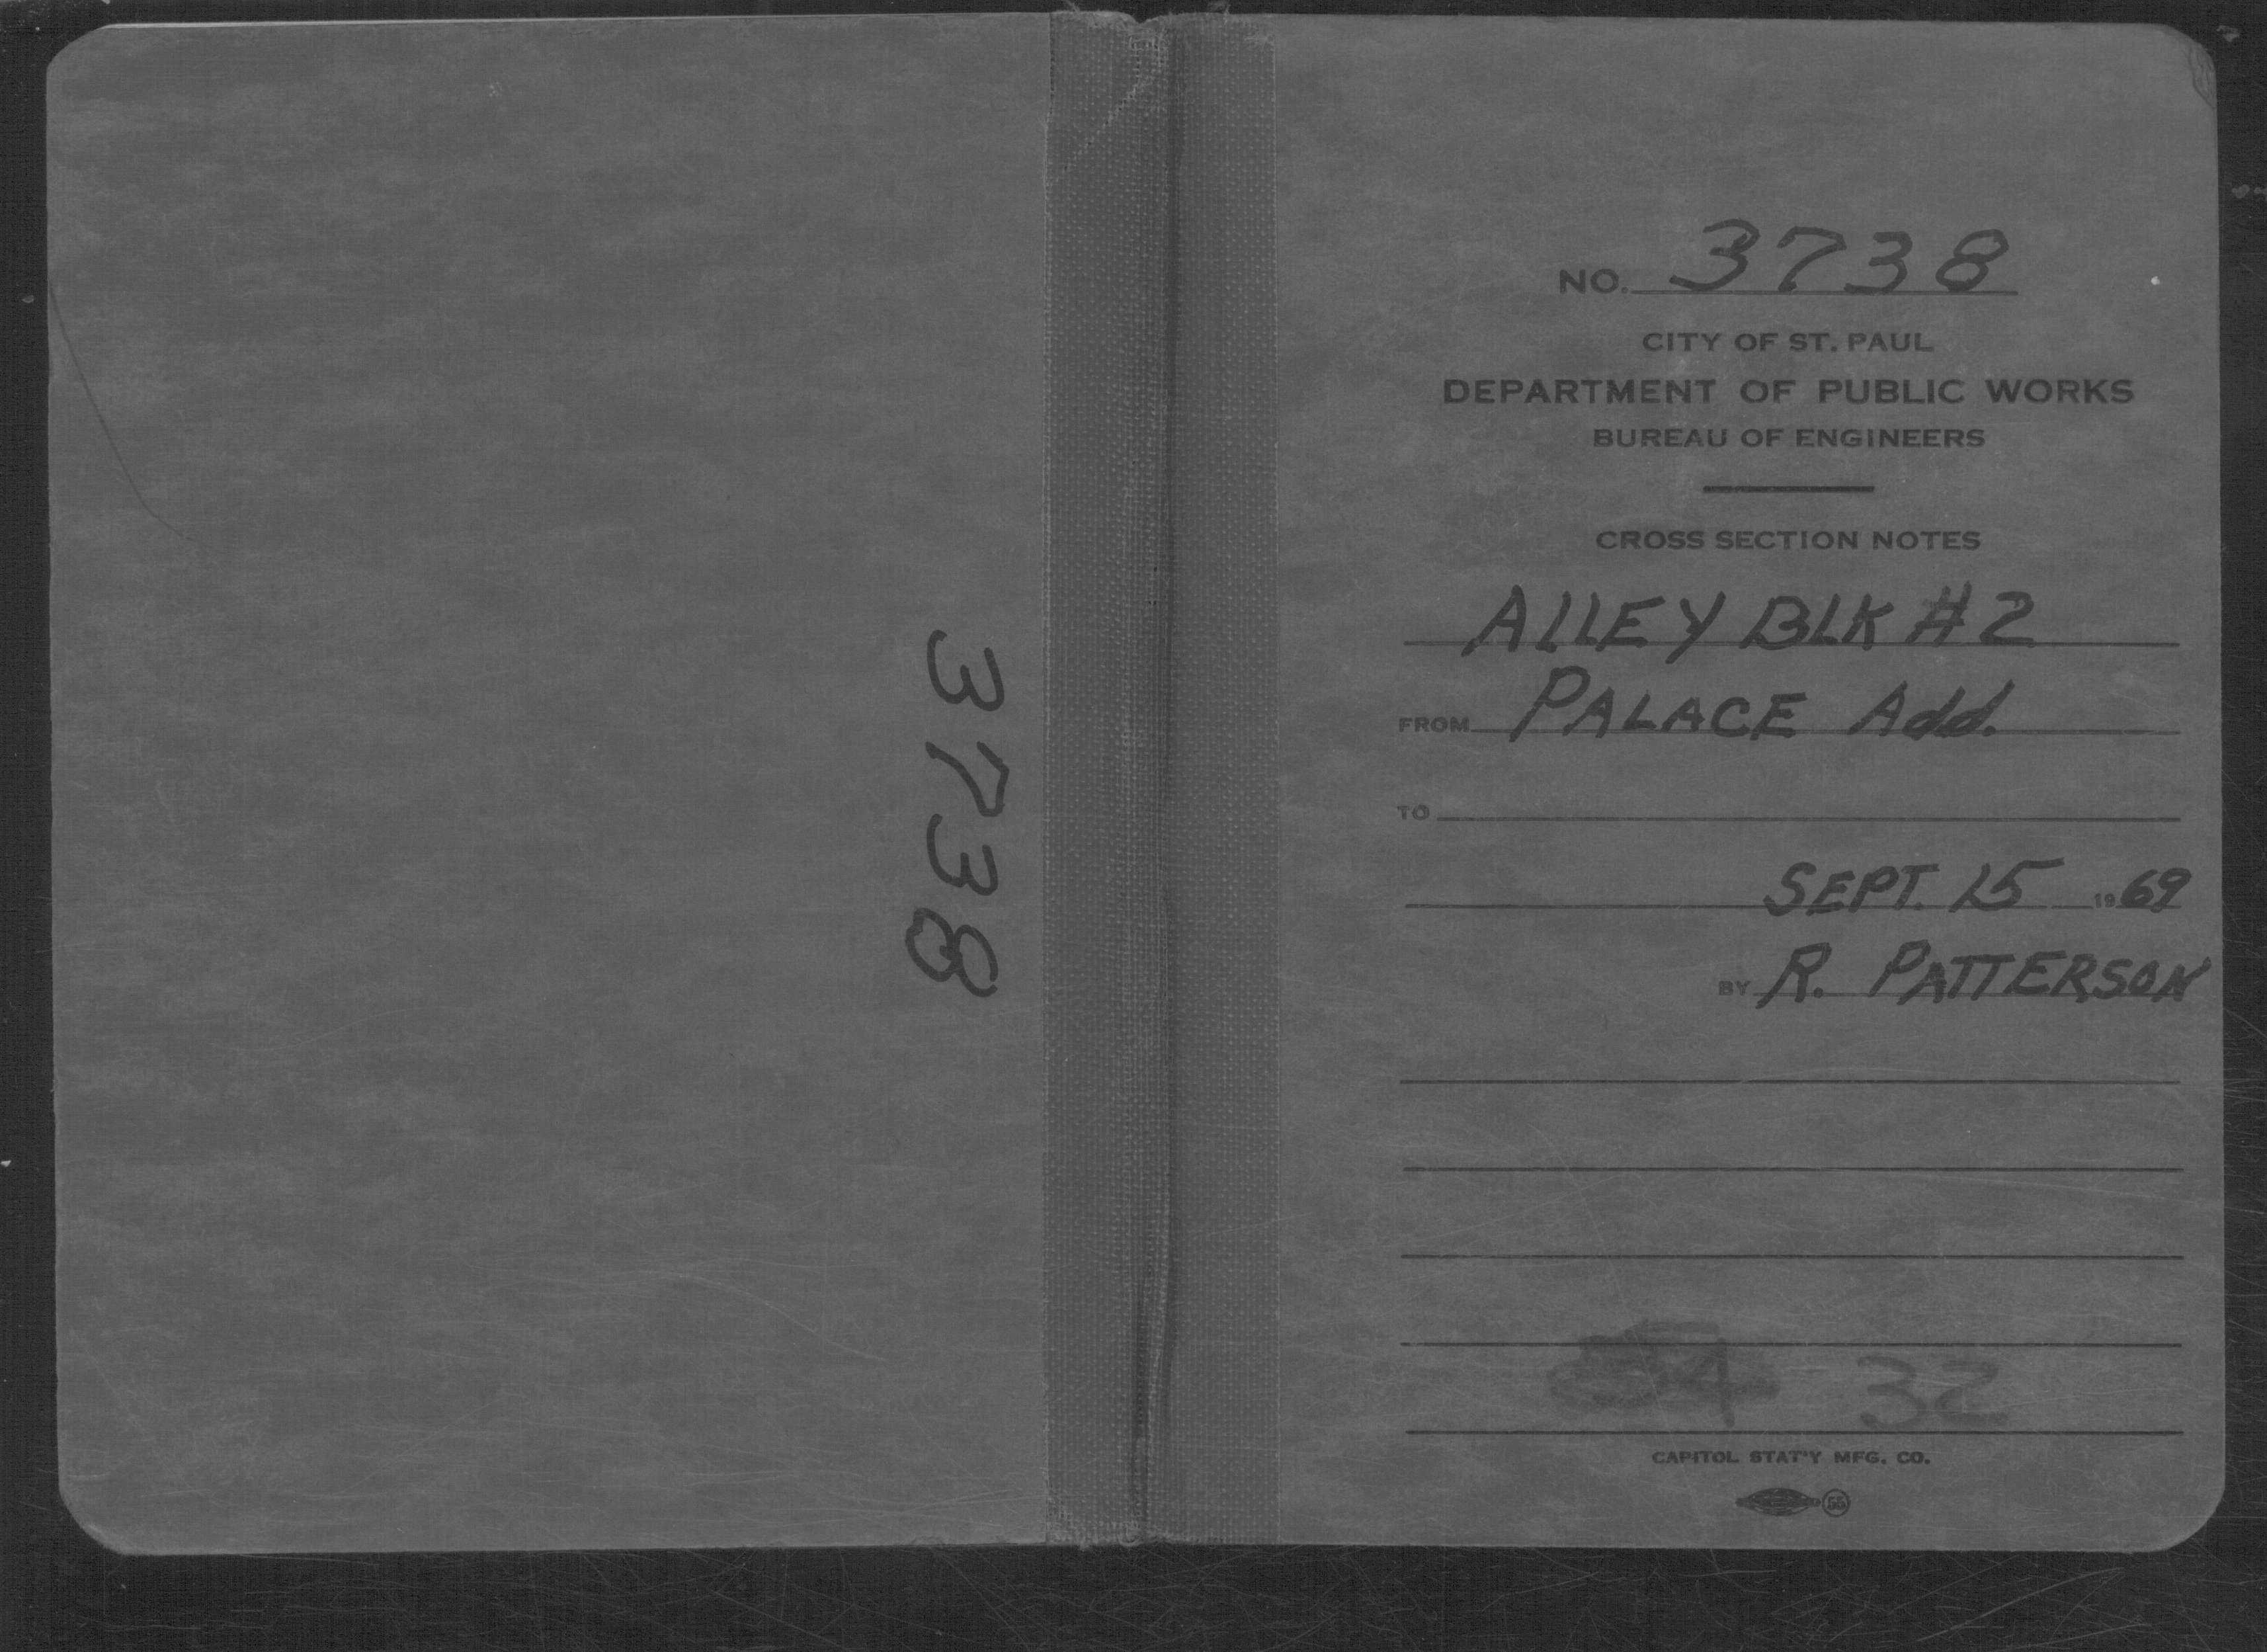 3738
NO. 3738
CITY OF ST. PAUL
DEPARTMENT OF PUBLIC WORKS
BUREAU OF ENGINEERS
CROSS SECTION NOTES
ALLEY BLK #2
FROM PALACE Add.
TO
SEPT. 15 1969
BY R. PATTERSON
32
CAPITOL STAT'Y MFG. CO.
55